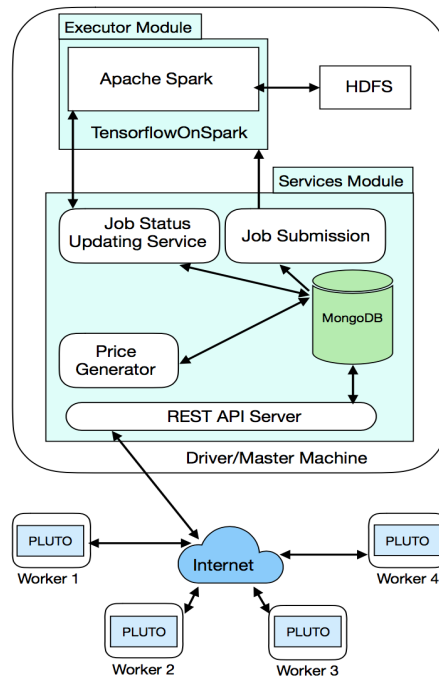 Executor Module
Apache Spark
HDFS
TensorflowOnSpark
Services Module
Job Status
Updating Service
Job Submission
MongoDB
Price
Generator
REST API Server
Driver/Master Machine
PLUTO
Worker 1
Internet
PLUTO
Worker 4
PLUTO
Worker 2
PLUTO
Worker 3